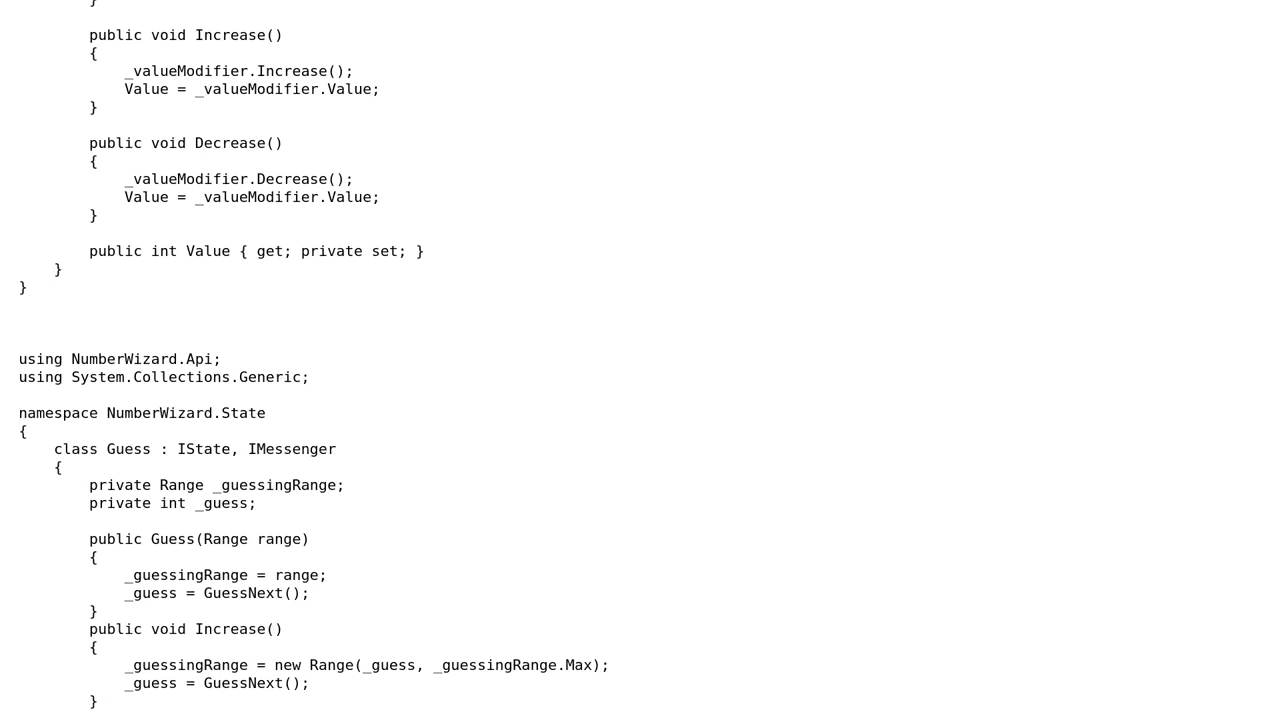 }
public void Increase()
{
_valueModifier.Increase();
Value = _valueModifier.Value;
}
public void Decrease()
{
_valueModifier.Decrease();
Value = _valueModifier.Value;
}
public int Value { get; private set; }
}
}
using NumberWizard.Api;
using System.Collections.Generic;
namespace NumberWizard.State
{
class Guess : IState, IMessenger
{
private Range _guessingRange;
private int _guess;
public Guess(Range range)
{
_guessingRange = range;
_guess = GuessNext();
}
public void Increase()
{
_guessingRange = new Range(_guess, _guessingRange.Max);
_guess = GuessNext();
}